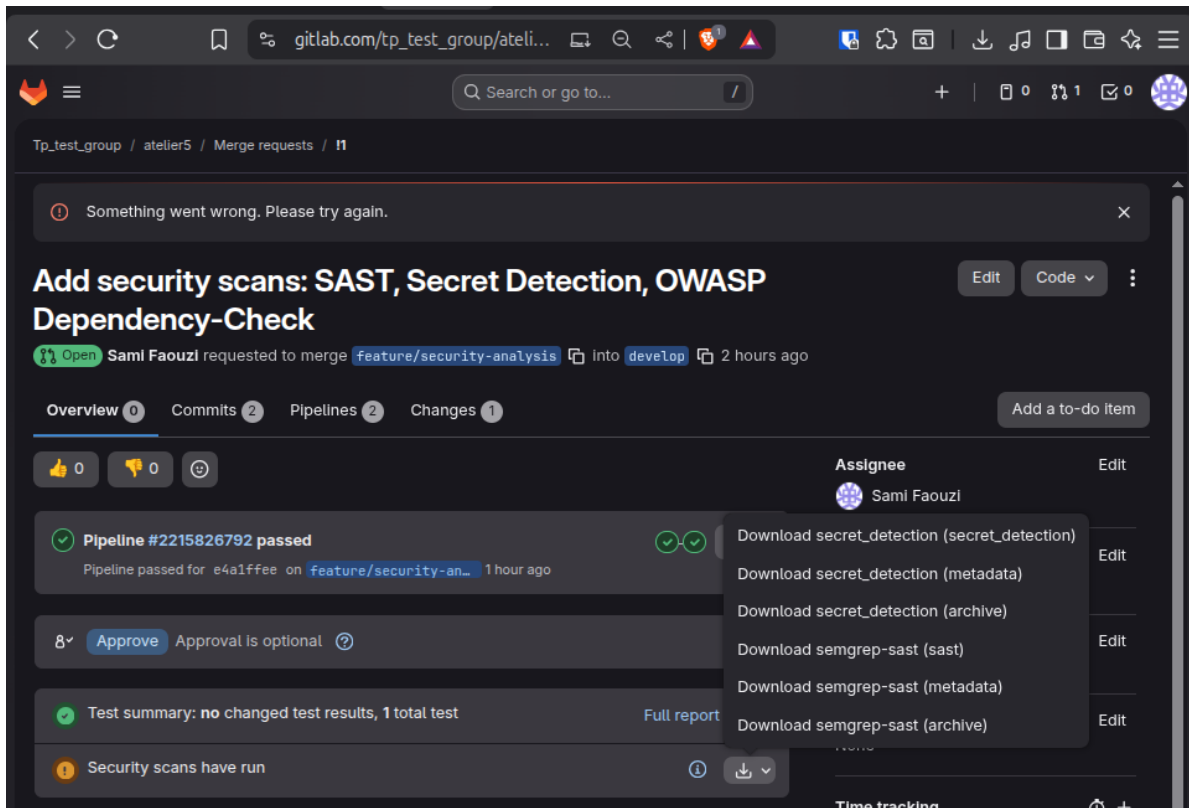 gitlab.com/tp_test_group/ateli...
1
Search or go to...
/
0
1
0
Tp_test_group / atelier5 / Merge requests / !1
Something went wrong. Please try again.
Add security scans: SAST, Secret Detection, OWASP
Dependency-Check
Edit
Code
Open Sami Faouzi requested to merge feature/security-analysis into develop 2 hours ago
Overview 0
Commits 2
Pipelines 2
Changes 1
Add a to-do item
0
0
Assignee
Edit
Sami Faouzi
Pipeline #2215826792 passed
Pipeline passed for e4a1ffee on feature/security-an… 1 hour ago
Download secret_detection (secret_detection)
Download secret_detection (metadata)
Download secret_detection (archive)
Download semgrep-sast (sast)
Download semgrep-sast (metadata)
Download semgrep-sast (archive)
Edit
8
Approve
Approval is optional
Edit
Test summary: no changed test results, 1 total test
Full report
Edit
None
Security scans have run
Time tracking